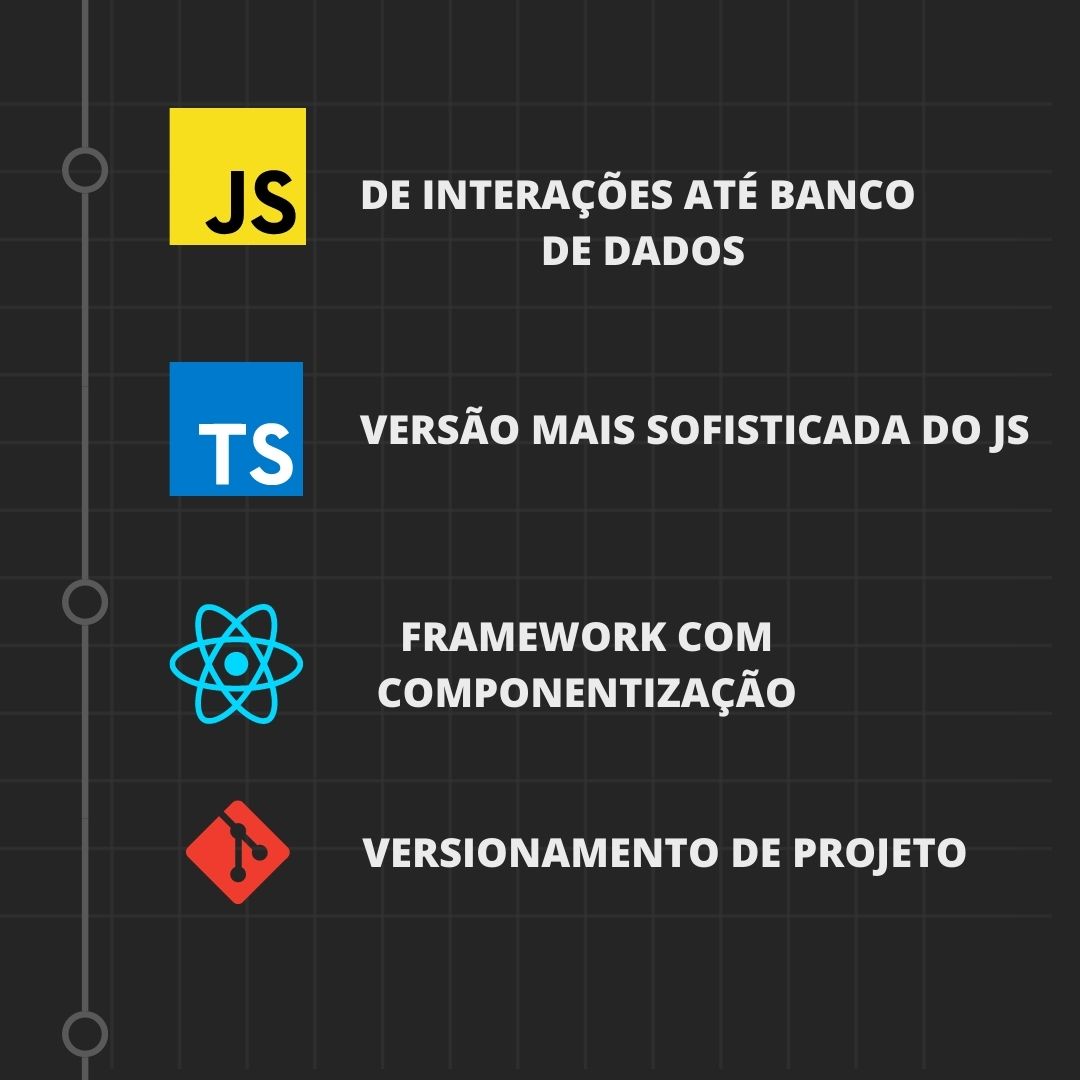 JS
DE INTERAÇÕES ATÉ BANCO
DE DADOS
TS
VERSÃO MAIS SOFISTICADA DO JS
FRAMEWORK COM
COMPONENTIZAÇÃO
VERSIONAMENTO DE PROJETO